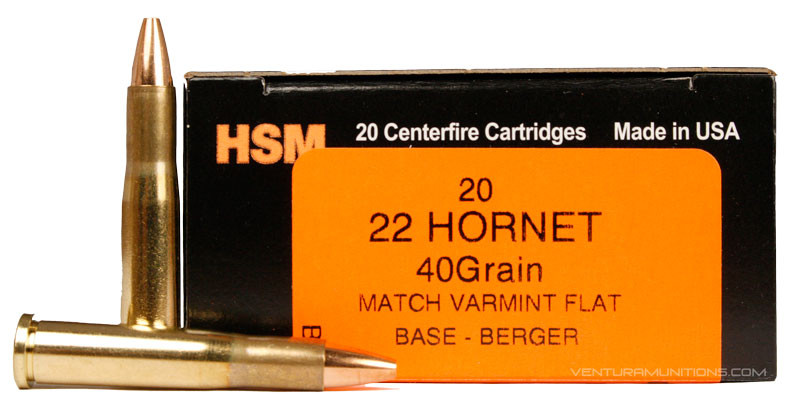 HSM 20 Centerfire Cartridges Made in USA
20
22 HORNET
40Grain
MATCH VARMINT FLAT
BASE - BERGER
VENTURAMUNITIONS.COM